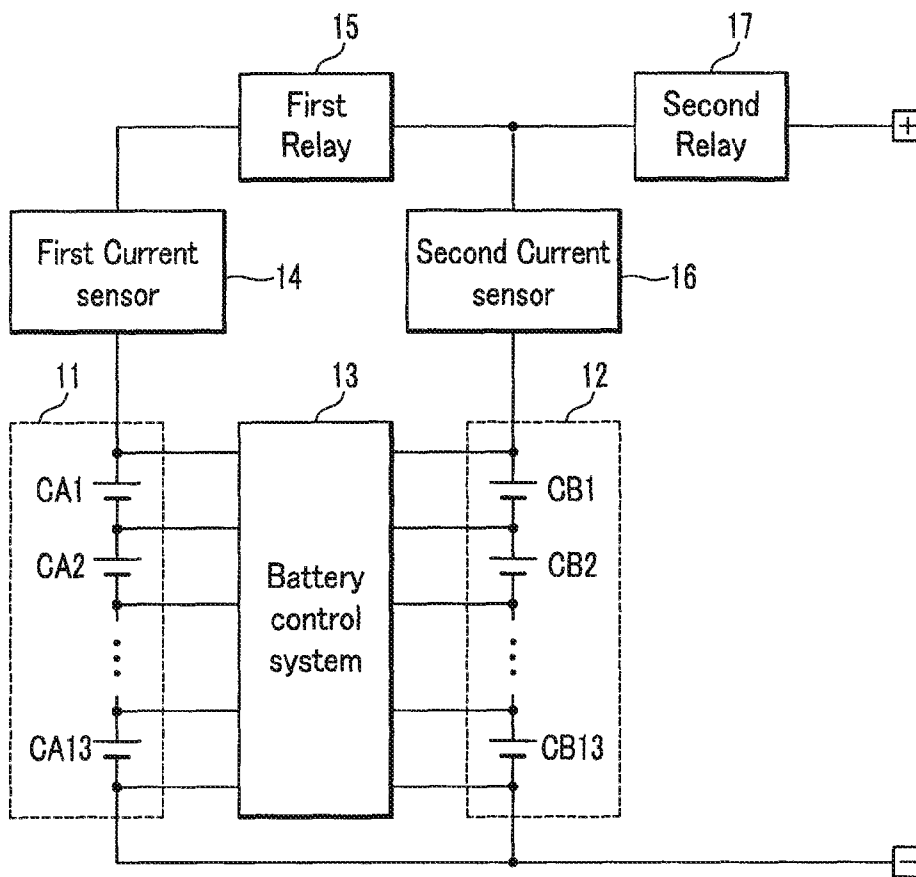 15
17
First
Relay
Second
Relay
+
First Current
sensor
14
Second Current
sensor
16
11
13
12
CA1
CB1
CA2
CB2
Battery
control
system
CA13
CB13
−